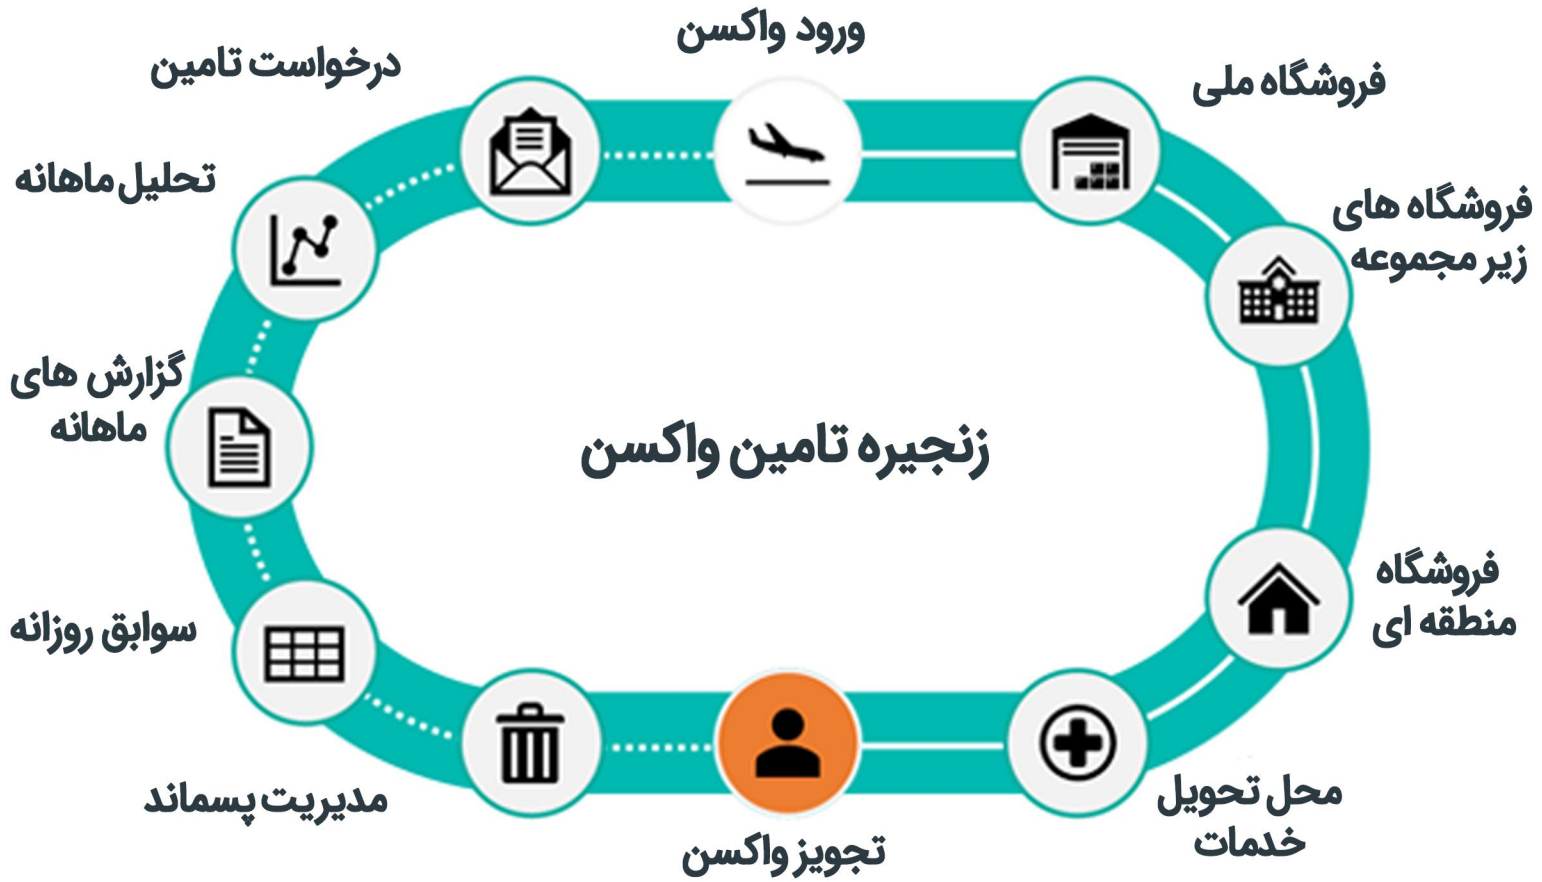 ورود واکسن
فروشگاه ملی
فروشگاه های
زیر مجموعه
فروشگاه
منطقه ای
محل تحویل
خدمات
تجویز واکسن
مدیریت پسماند
سوابق روزانه
گزارش های
ماهانه
تحلیل ماهانه
درخواست تامین
زنجیره تامین واکسن